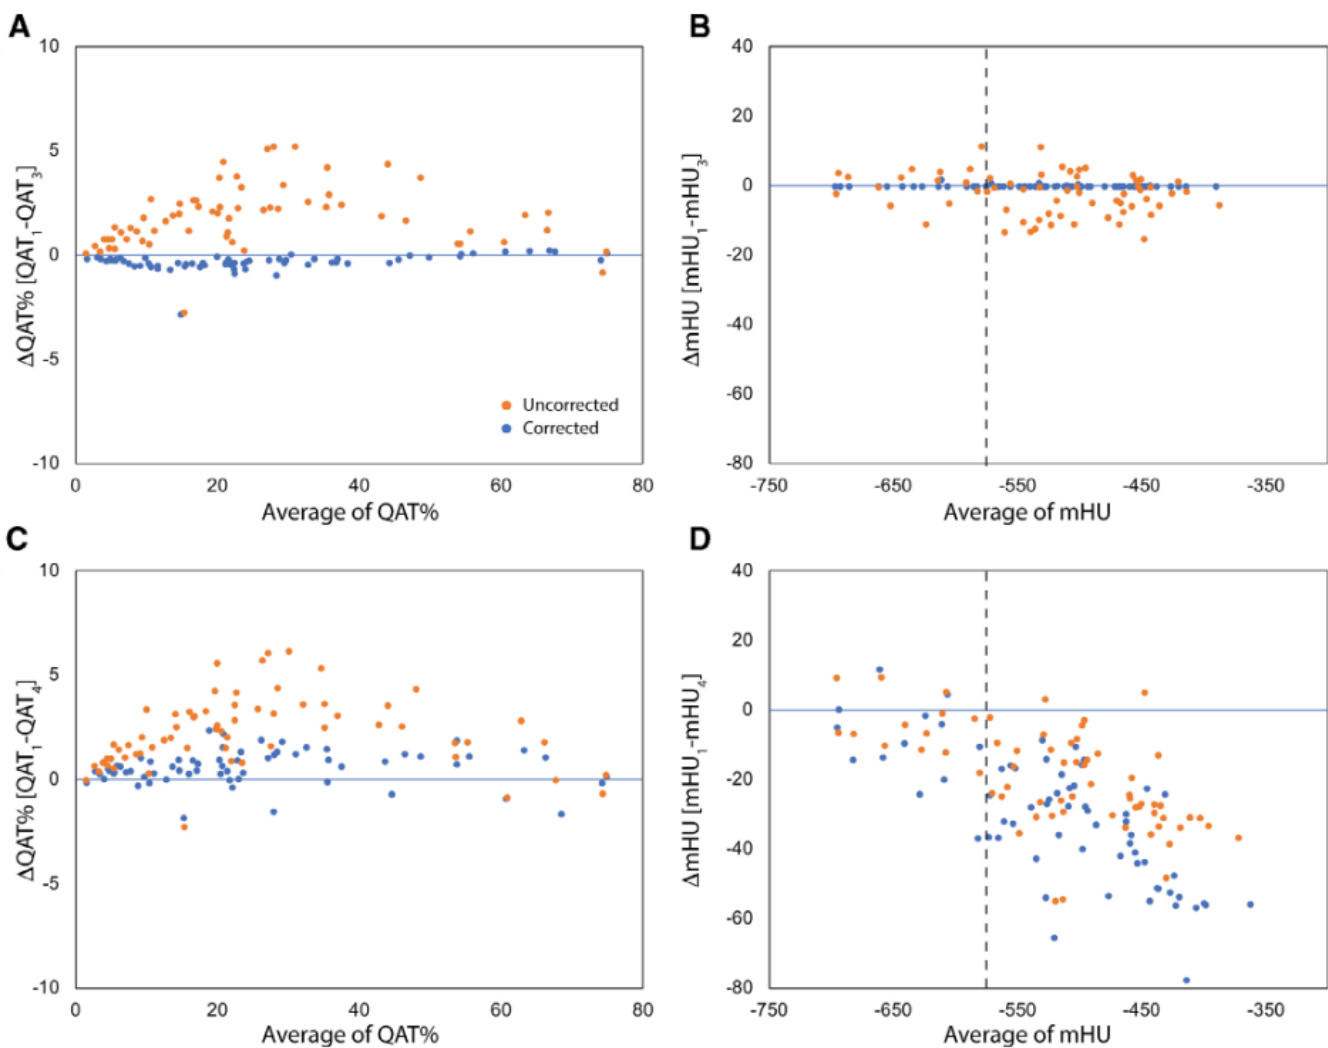 A
10
5
0
-5
-10
ΔQAT% [QAT₁-QAT₃]
Uncorrected
Corrected
0 20 40 60 80
Average of QAT%
B
40
20
0
-20
-40
-60
-80
ΔmHU [mHU₁-mHU₃]
-750 -650 -550 -450 -350
Average of mHU
C
10
5
0
-5
-10
ΔQAT% [QAT₁-QAT₄]
0 20 40 60 80
Average of QAT%
D
40
20
0
-20
-40
-60
-80
ΔmHU [mHU₁-mHU₄]
-750 -650 -550 -450 -350
Average of mHU